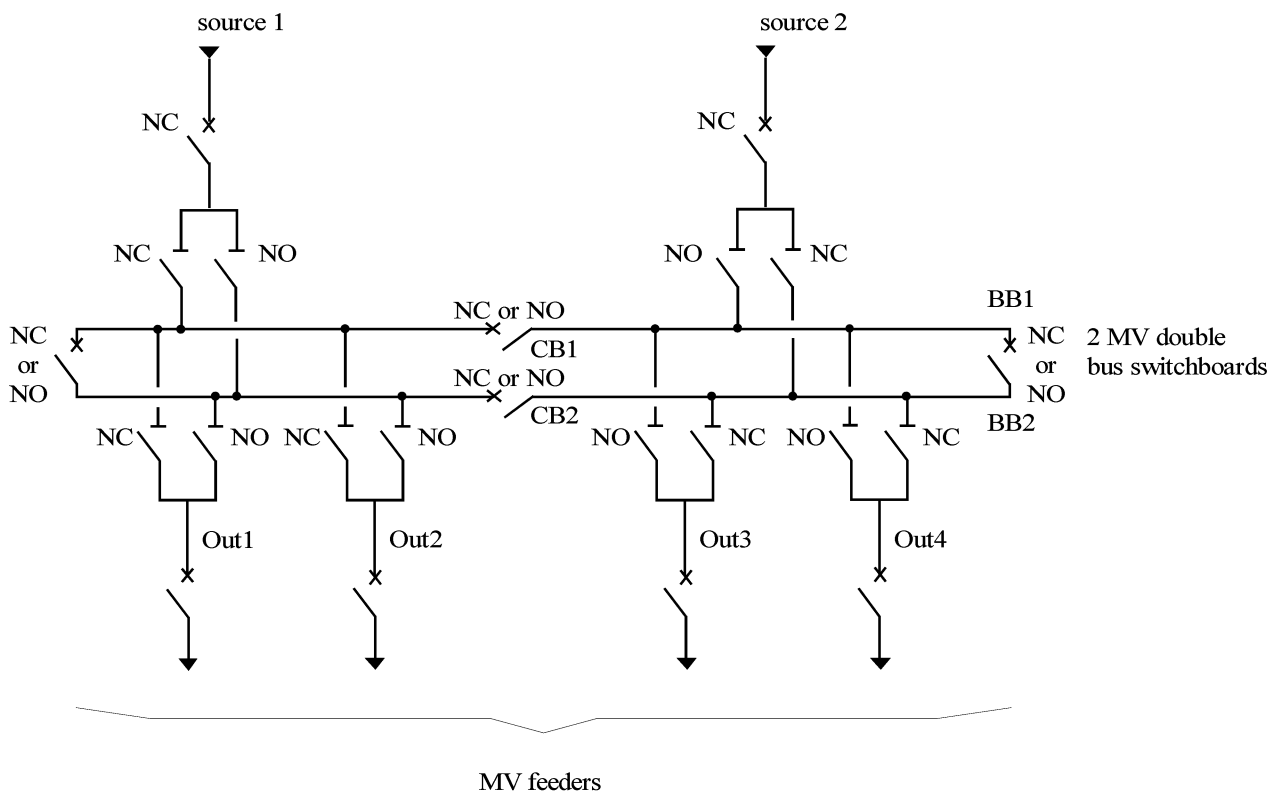 source 1
source 2
NC
NC
NC
NO
NO
NC
BB1
NC or NO
CB1
NC
or
NO
NC
or
NO
2 MV double
bus switchboards
NC or NO
CB2
BB2
NC
NO
NC
NO
NO
NC
NO
NC
Out1
Out2
Out3
Out4
MV feeders